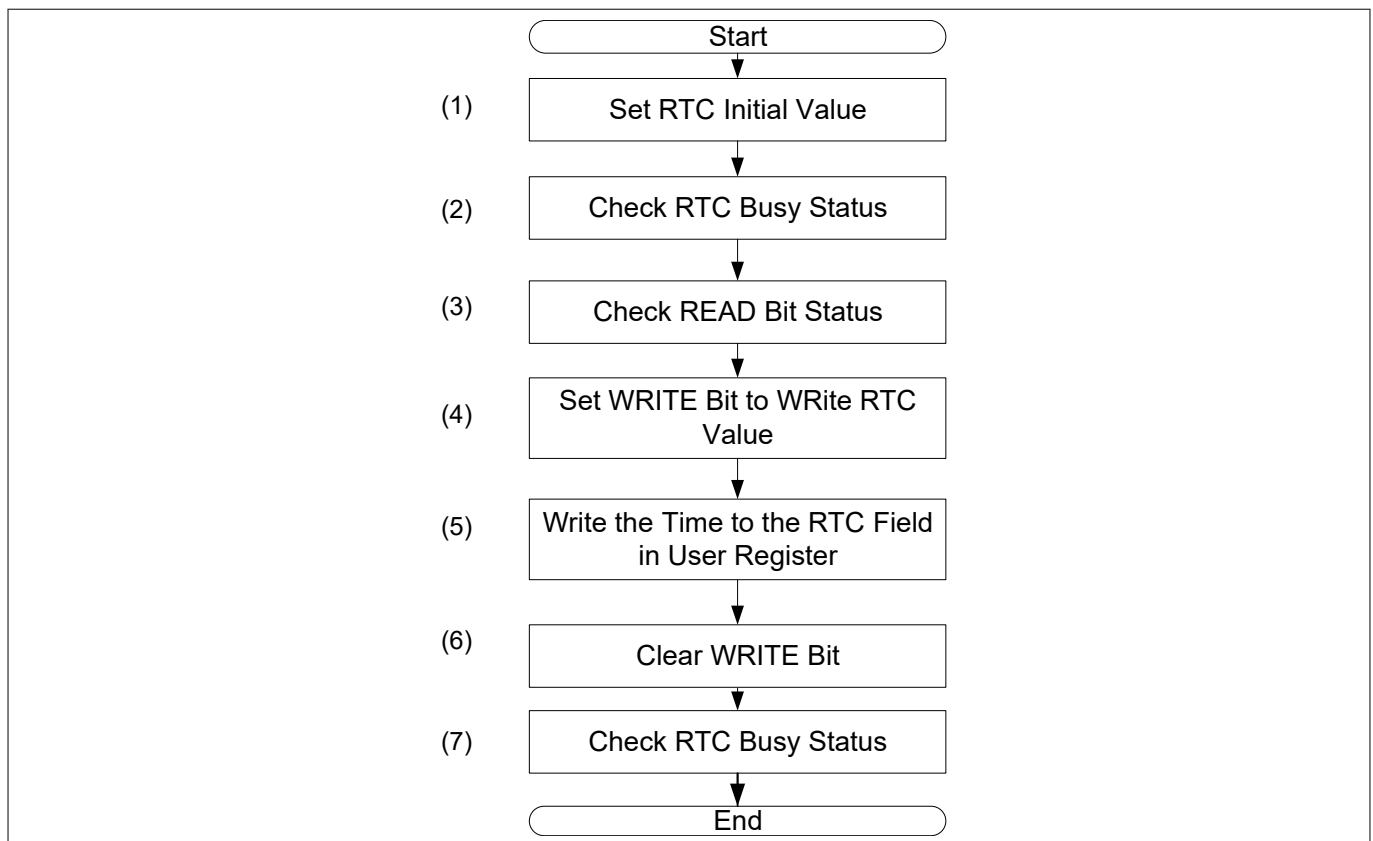 Start
(1)
Set RTC Initial Value
(2)
Check RTC Busy Status
(3)
Check READ Bit Status
(4)
Set WRITE Bit to WRite RTC
Value
(5)
Write the Time to the RTC Field
in User Register
(6)
Clear WRITE Bit
(7)
Check RTC Busy Status
End